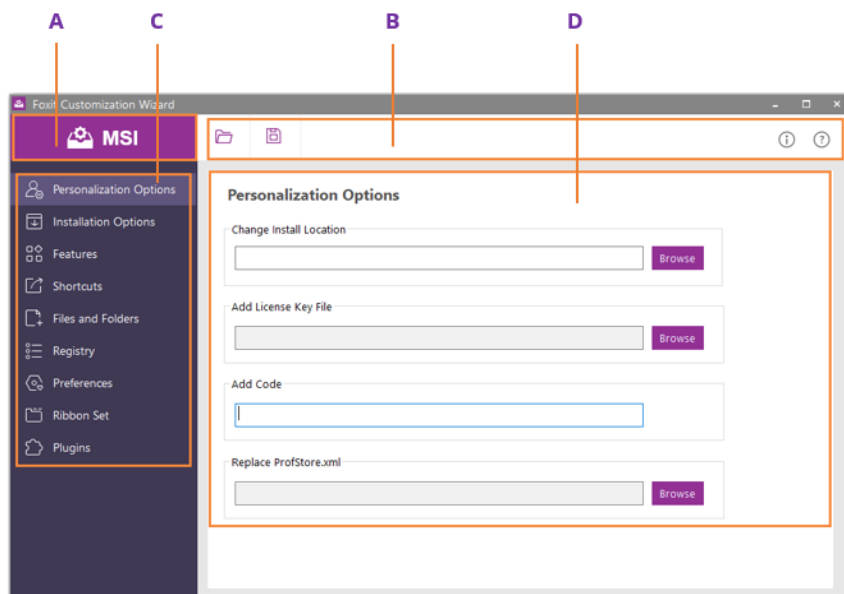 A C B D
Foxit Customization Wizard
MSI
Personalization Options
Installation Options
Features
Shortcuts
Files and Folders
Registry
Preferences
Ribbon Set
Plugins
Personalization Options
Change Install Location
Browse
Add License Key File
Browse
Add Code
Replace ProfStore.xml
Browse